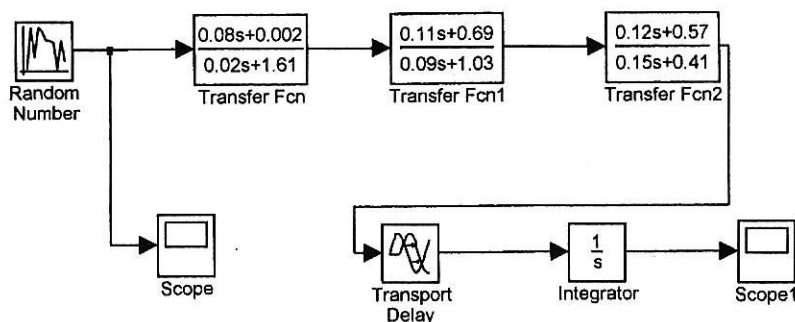 0.08s+0.002
0.02s+1.61
0.11s+0.69
0.09s+1.03
0.12s+0.57
0.15s+0.41
Random
Number
Transfer Fcn
Transfer Fcn1
Transfer Fcn2
1
s
Scope
Transport
Delay
Integrator
Scope1